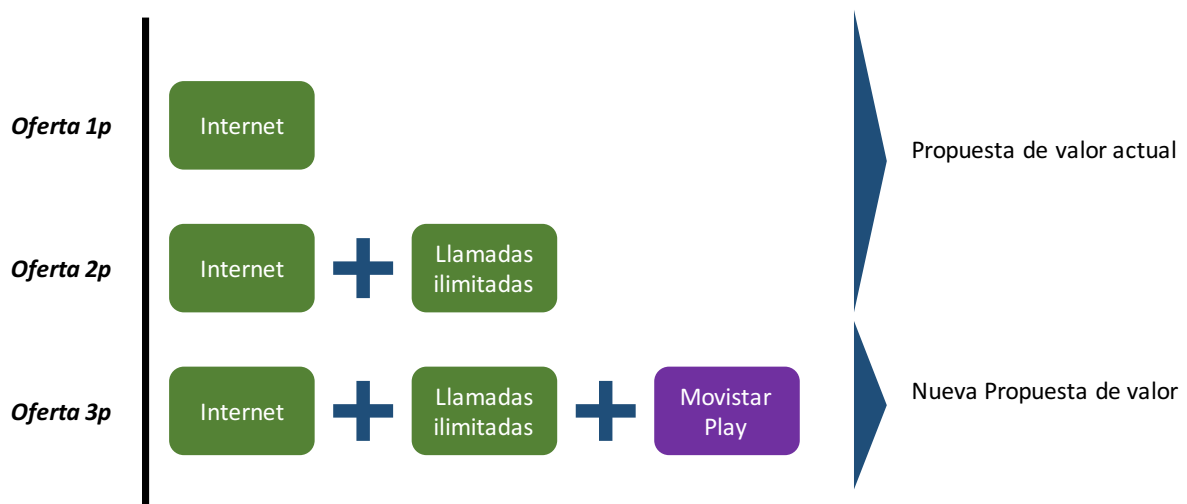 Oferta 1p
Internet
Propuesta de valor actual
Oferta 2p
Internet
Llamadas
ilimitadas
Oferta 3p
Internet
Llamadas
ilimitadas
Movistar
Play
Nueva Propuesta de valor